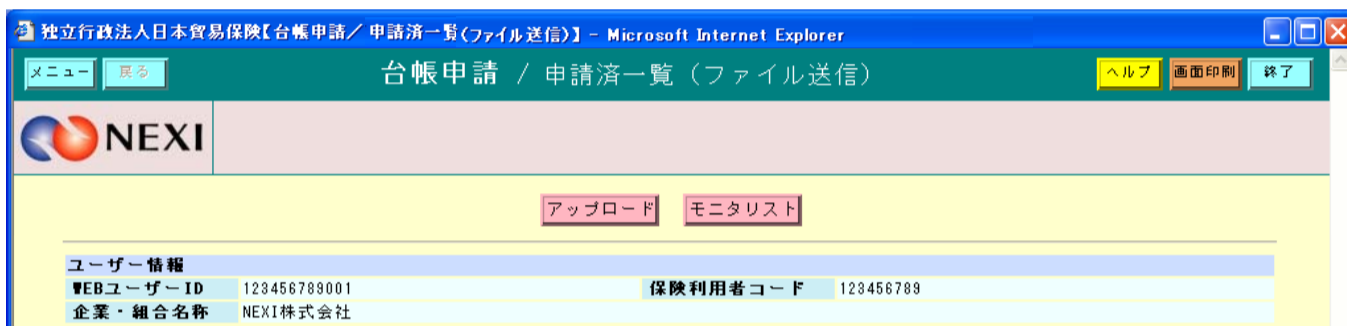 独立行政法人日本貿易保険【台帳申請／申請済一覧(ファイル送信)】 - Microsoft Internet Explorer
メニュー 戻る 台帳申請 / 申請済一覧（ファイル送信） ヘルプ 画面印刷 終了
NEXI
アップロード モニタリスト
ユーザー情報
WEBユーザーID 123456789001 保険利用者コード 123456789
企業・組合名称 NEXI株式会社